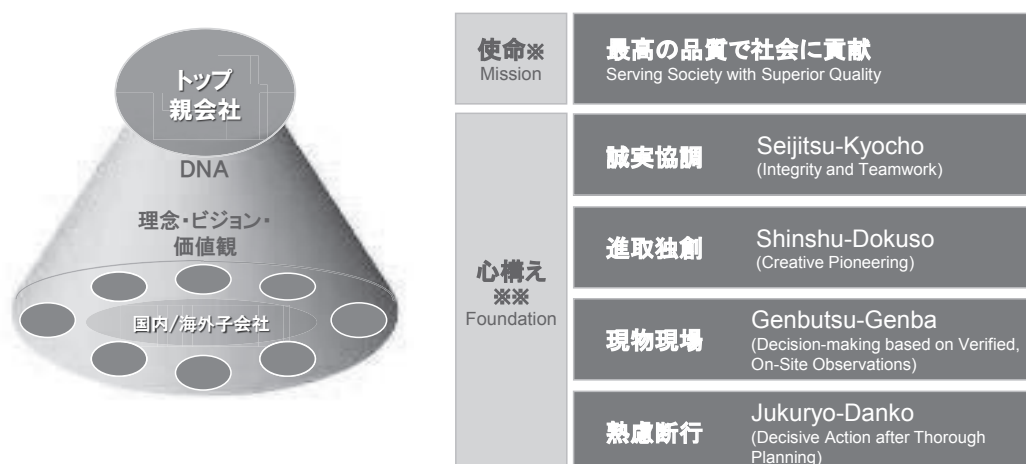 トップ
親会社
DNA
理念・ビジョン・
価値観
国内/海外子会社
使命※
Mission
最高の品質で社会に貢献
Serving Society with Superior Quality
心構え
※※
Foundation
誠実協調
Seijitsu-Kyocho
(Integrity and Teamwork)
進取独創
Shinshu-Dokuso
(Creative Pioneering)
現物現場
Genbutsu-Genba
(Decision-making based on Verified,
On-Site Observations)
熟慮断行
Jukuryo-Danko
(Decisive Action after Thorough
Planning)